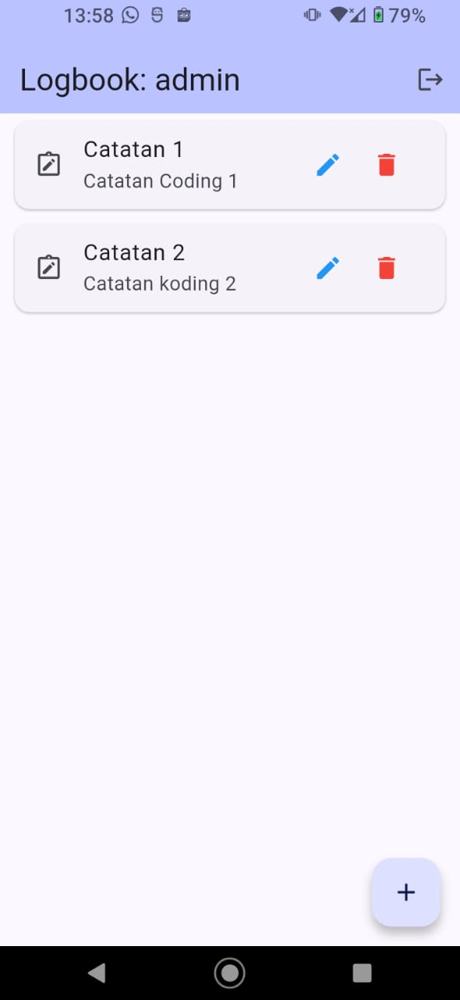 13:58 79%
Logbook: admin
Catatan 1
Catatan Coding 1
Catatan 2
Catatan koding 2